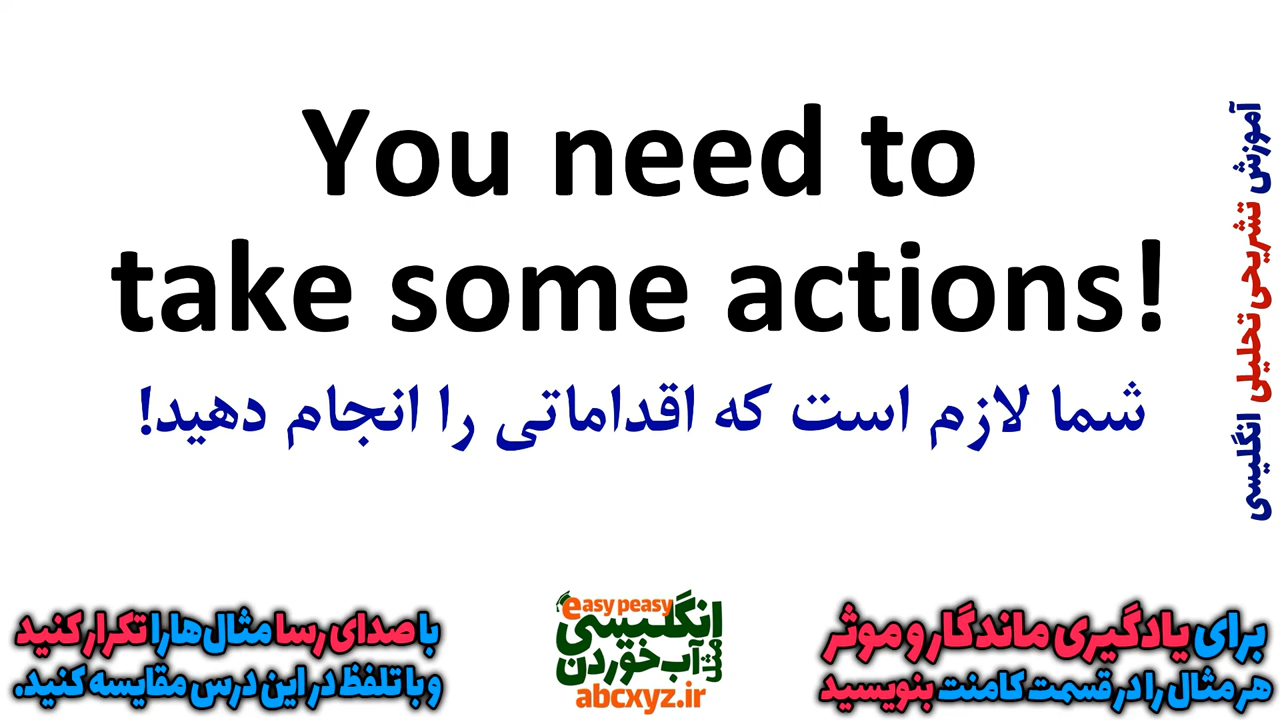 You need to
take some actions!
شما لازم است که اقداماتی را انجام دهید!
آموزش تشریحی تحلیلی انگلیسی
برای یادگیری ماندگار و موثر
هر مثال را در قسمت کامنت بنویسید
easy peasy
انگلیسی
مثل آب خوردن
abcxyz.ir
با صدای رسا مثال‌ها را تکرار کنید
و با تلفظ در این درس مقایسه کنید.